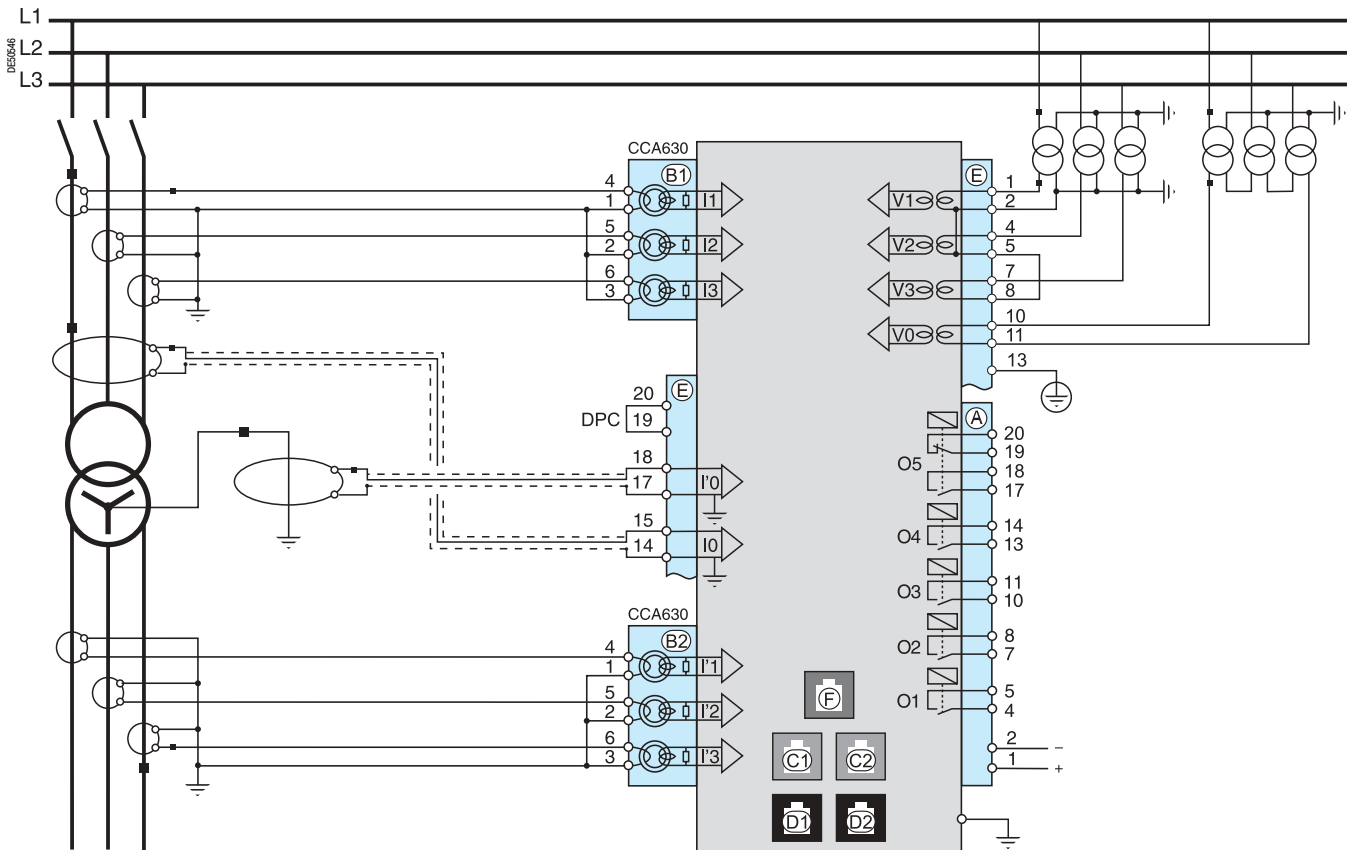 L1
DE50546
L2
L3
CCA630
B1
4
1
I1
5
2
I2
6
3
I3
E
V1
1
2
V2
4
5
V3
7
8
V0
10
11
13
E
20
DPC 19
18
17
I'0
15
14
I0
A
O5
20
19
18
17
O4
14
13
O3
11
10
O2
8
7
O1
5
4
2 –
1 +
CCA630
B2
4
1
I'1
5
2
I'2
6
3
I'3
F
C1 C2
D1 D2